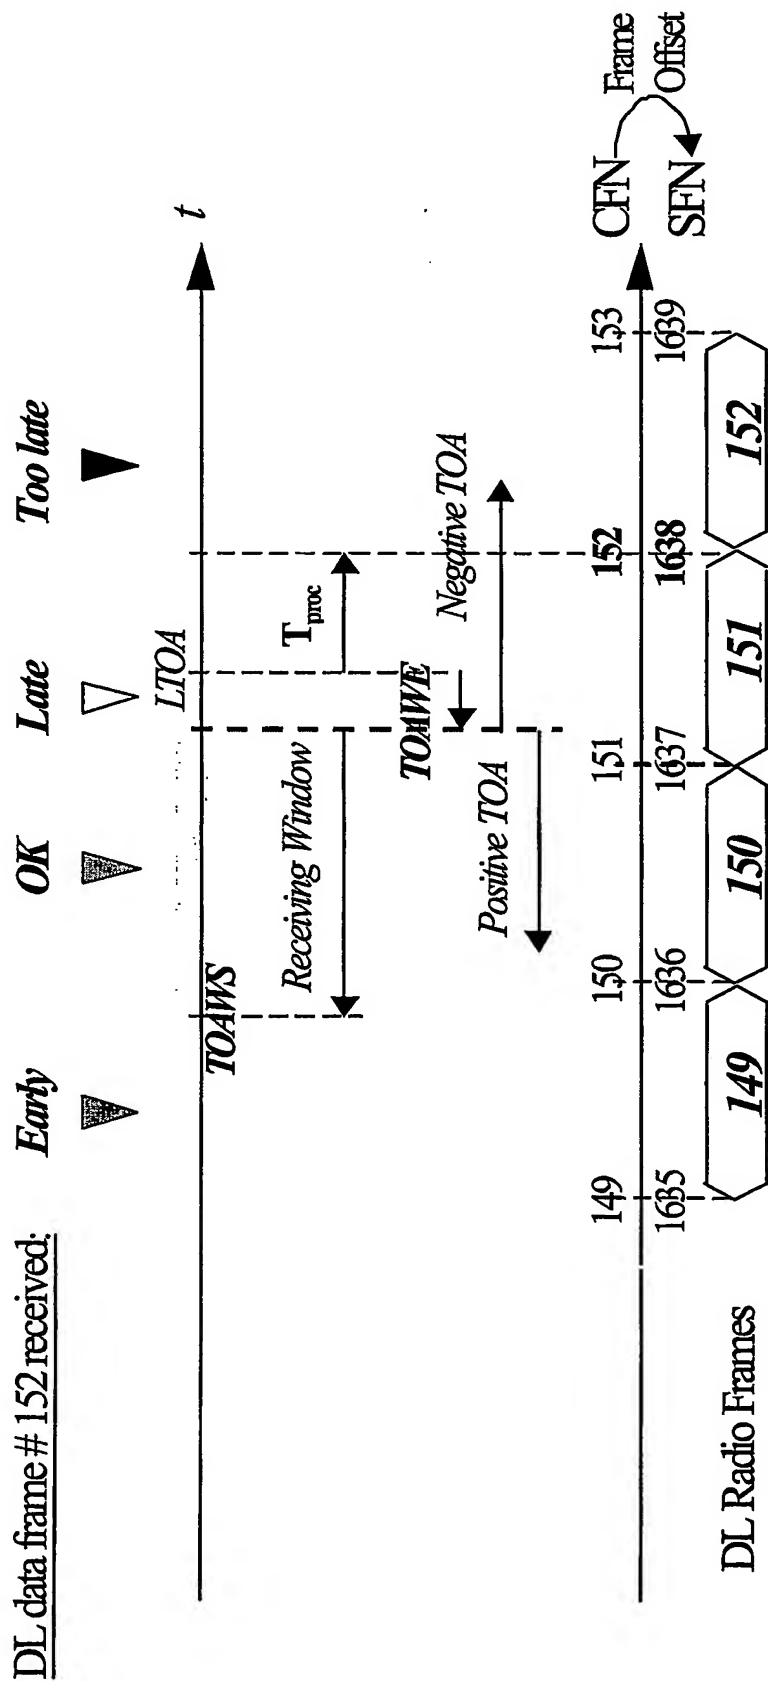 DL data frame # 152 received:
Early
OK
Late
Too late
t
LTOA
TOAWS
Receiving Window
T proc
TOAWE
Positive TOA
Negative TOA
149
150
151
152
153
CFN
Frame
Offset
1635
1636
1637
1638
1639
SFN
DL Radio Frames
149
150
151
152